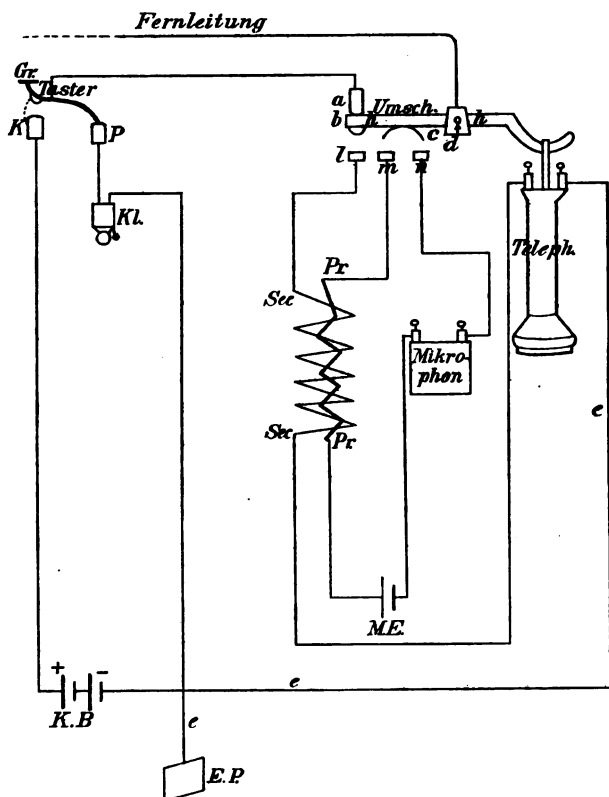 Fernleitung
Gr.
Taster
K
P
Kl.
a
Umsch.
b
h
c
d
h
l
m
n
Teleph.
Pr.
Sec
Mikro-
phon
Sec
Pr.
e
M.E.
+
-
K.B
e
e
E.P.